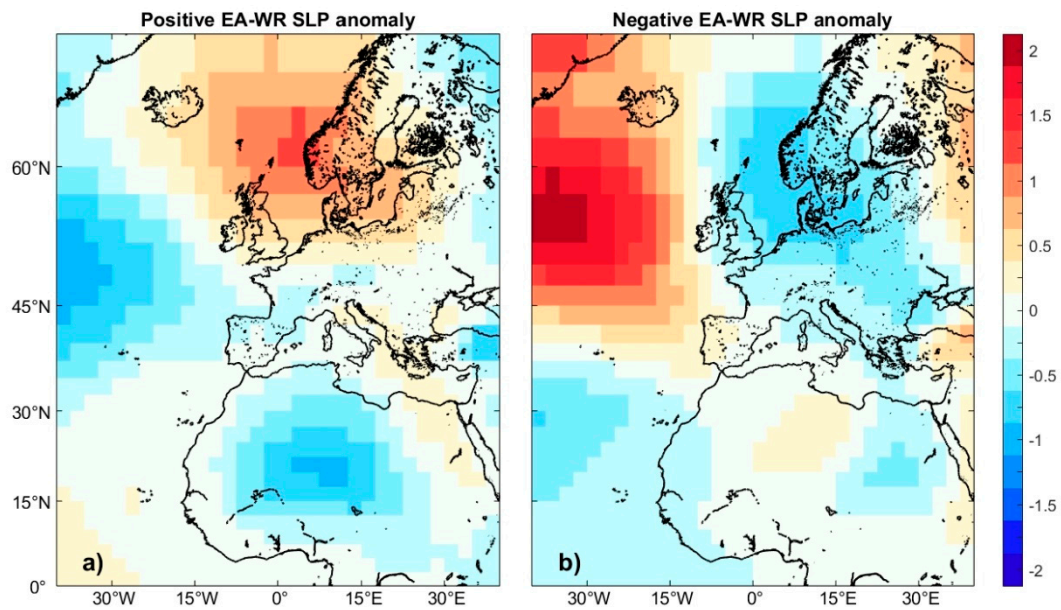 Positive EA-WR SLP anomaly
Negative EA-WR SLP anomaly
60°N
45°N
30°N
15°N
0°
a)
b)
30°W 15°W 0° 15°E 30°E
30°W 15°W 0° 15°E 30°E
2
1.5
1
0.5
0
-0.5
-1
-1.5
-2